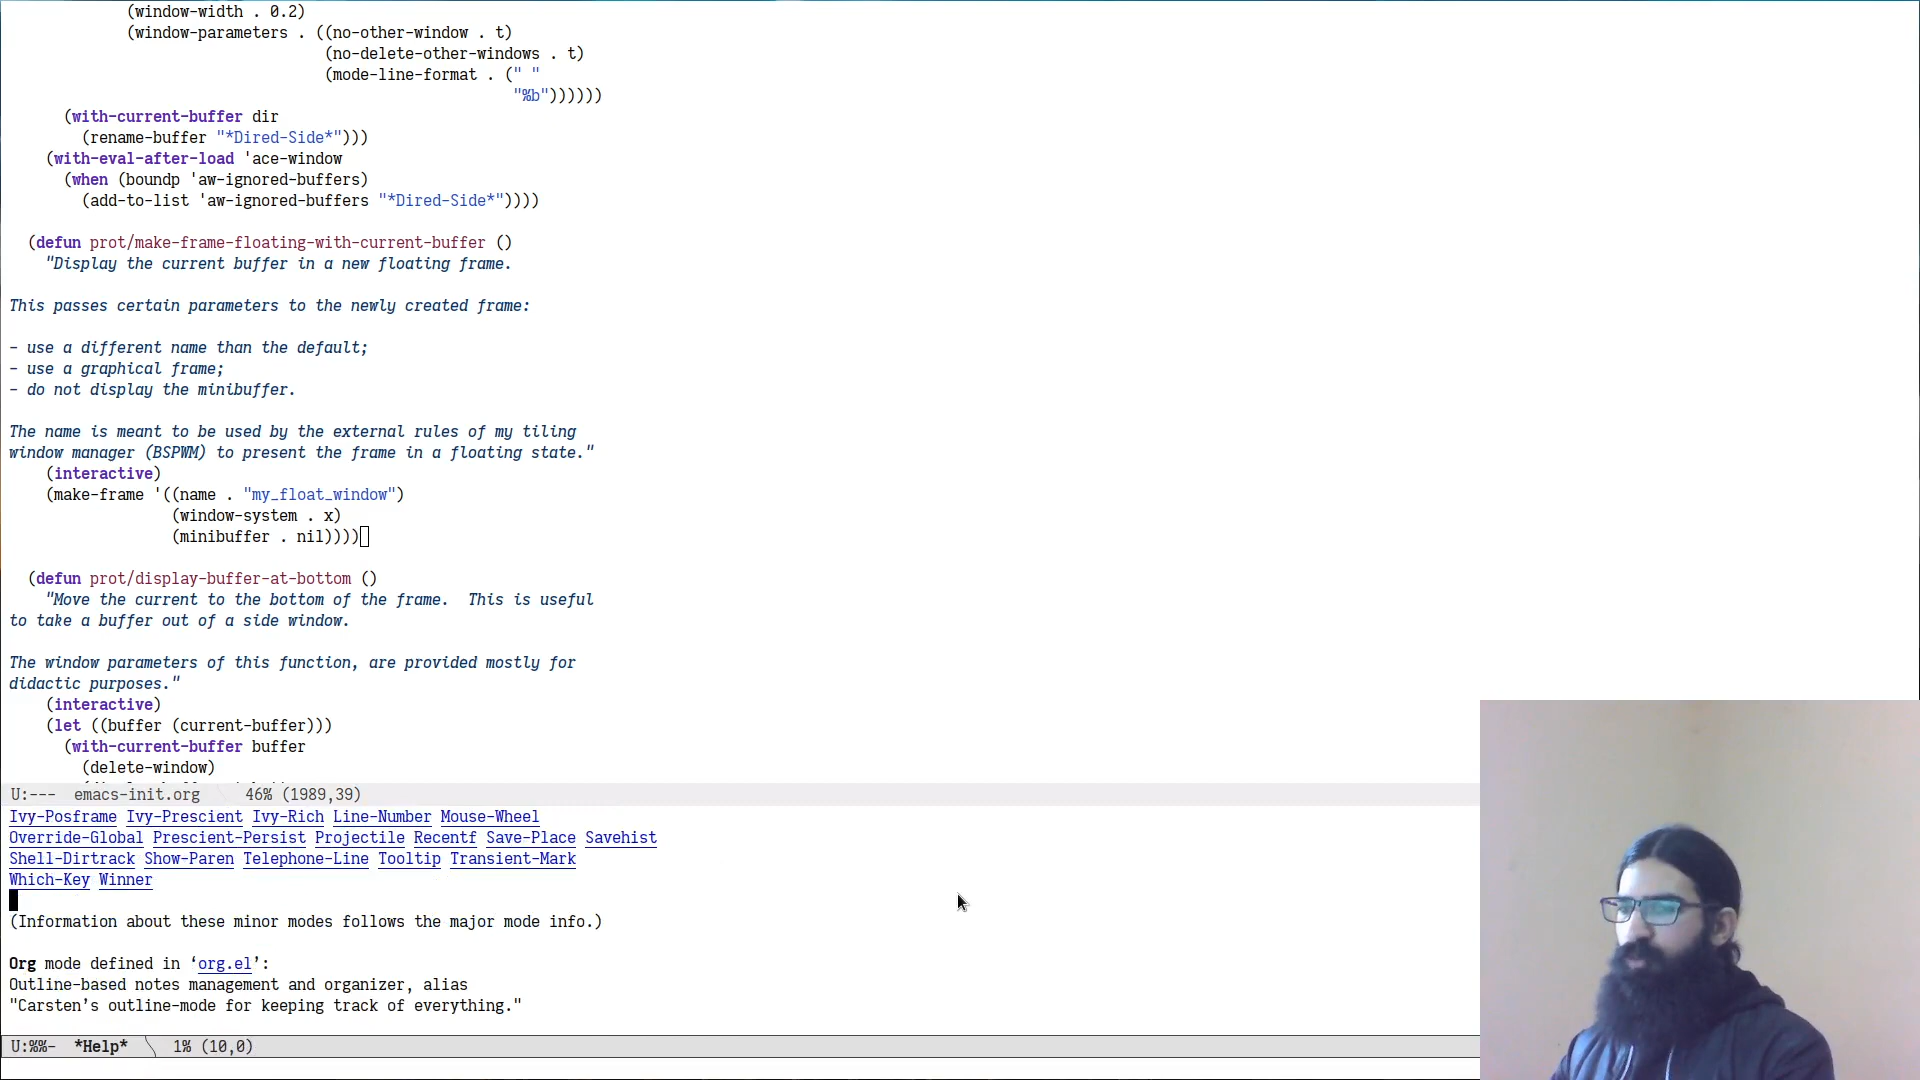 (window-width . 0.2)
(window-parameters . ((no-other-window . t)
(no-delete-other-windows . t)
(mode-line-format . (" "
"%b"))))))
(with-current-buffer dir
(rename-buffer "*Dired-Side*")))
(with-eval-after-load 'ace-window
(when (boundp 'aw-ignored-buffers)
(add-to-list 'aw-ignored-buffers "*Dired-Side*"))))
(defun prot/make-frame-floating-with-current-buffer ()
"Display the current buffer in a new floating frame.
This passes certain parameters to the newly created frame:
- use a different name than the default;
- use a graphical frame;
- do not display the minibuffer.
The name is meant to be used by the external rules of my tiling
window manager (BSPWM) to present the frame in a floating state."
(interactive)
(make-frame '((name . "my_float_window")
(window-system . x)
(minibuffer . nil))))
(defun prot/display-buffer-at-bottom ()
"Move the current to the bottom of the frame.  This is useful
to take a buffer out of a side window.
The window parameters of this function, are provided mostly for
didactic purposes."
(interactive)
(let ((buffer (current-buffer)))
(with-current-buffer buffer
(delete-window)
U:---  emacs-init.org  46% (1989,39)
Ivy-Posframe Ivy-Prescient Ivy-Rich Line-Number Mouse-Wheel
Override-Global Prescient-Persist Projectile Recentf Save-Place Savehist
Shell-Dirtrack Show-Paren Telephone-Line Tooltip Transient-Mark
Which-Key Winner
(Information about these minor modes follows the major mode info.)
Org mode defined in ‘org.el’:
Outline-based notes management and organizer, alias
"Carsten’s outline-mode for keeping track of everything."
U:%%-  *Help*  1% (10,0)